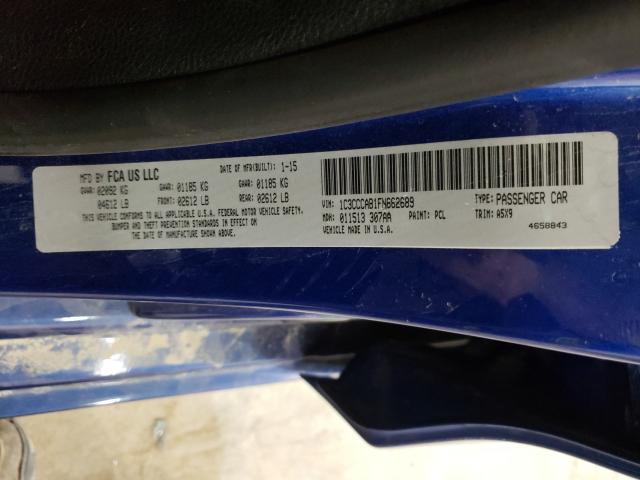 MFD BY FCA US LLC DATE OF MFR(BUILT): 1-15
GVWR: 02092 KG GAWR: 01185 KG GAWR: 01185 KG
04612 LB FRONT: 02612 LB REAR: 02612 LB
THIS VEHICLE CONFORMS TO ALL APPLICABLE U.S.A. FEDERAL MOTOR VEHICLE SAFETY,
BUMPER AND THEFT STANDARDS IN EFFECT ON
THE DATE OF MANUFACTURE SHOWN ABOVE.
VIN: 1C3CCCAB1FN662689 TYPE: PASSENGER CAR
MDH: 011513 307AA PAINT: PCL TRIM: A5X9
VEHICLE MADE IN U.S.A. 4658843